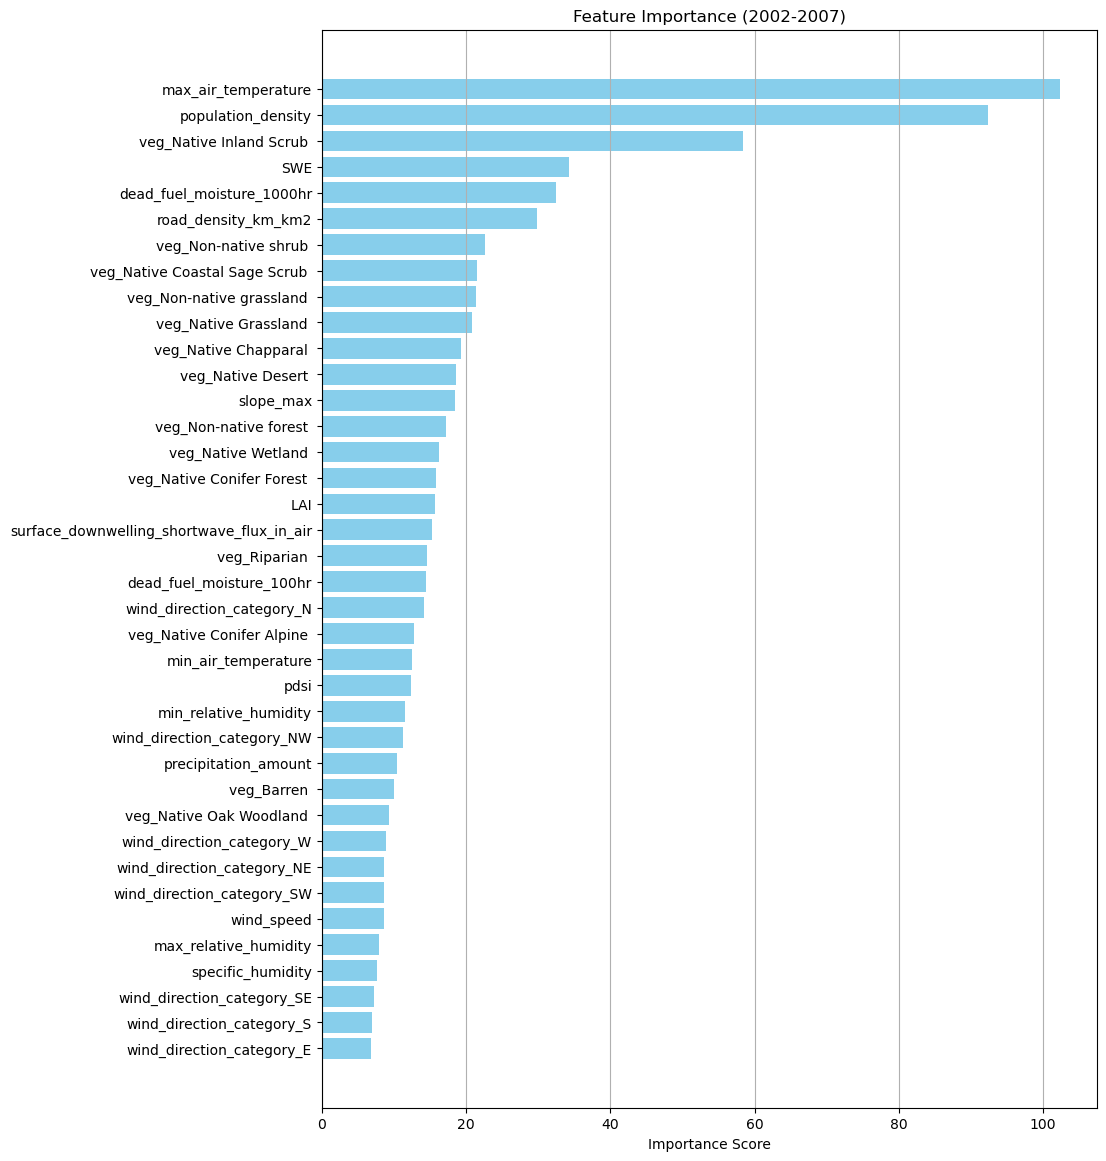 Feature Importance (2002-2007)
max_air_temperature
population_density
veg_Native Inland Scrub
SWE
dead_fuel_moisture_1000hr
road_density_km_km2
veg_Non-native shrub
veg_Native Coastal Sage Scrub
veg_Non-native grassland
veg_Native Grassland
veg_Native Chapparal
veg_Native Desert
slope_max
veg_Non-native forest
veg_Native Wetland
veg_Native Conifer Forest
LAI
surface_downwelling_shortwave_flux_in_air
veg_Riparian
dead_fuel_moisture_100hr
wind_direction_category_N
veg_Native Conifer Alpine
min_air_temperature
pdsi
min_relative_humidity
wind_direction_category_NW
precipitation_amount
veg_Barren
veg_Native Oak Woodland
wind_direction_category_W
wind_direction_category_NE
wind_direction_category_SW
wind_speed
max_relative_humidity
specific_humidity
wind_direction_category_SE
wind_direction_category_S
wind_direction_category_E
0 20 40 60 80 100
Importance Score